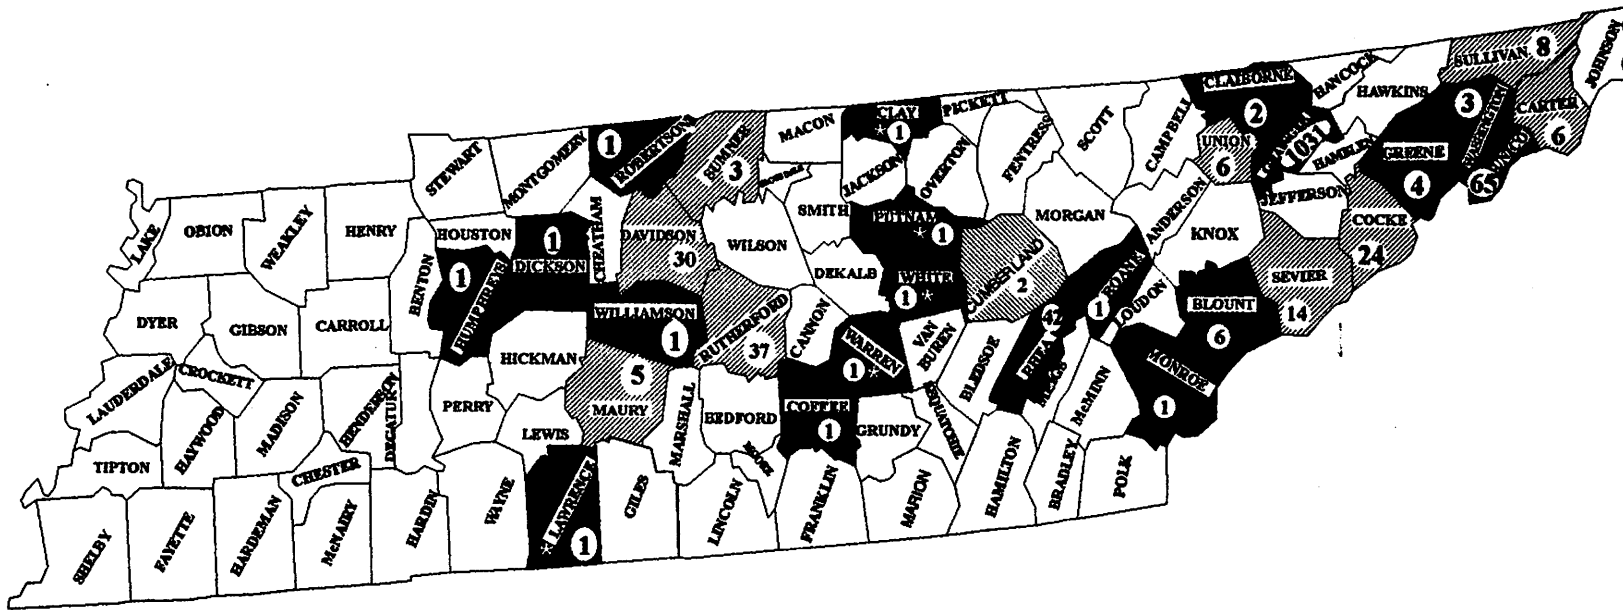 SULLIVAN 8
JOHNSON
CLAIBORNE
2
HANCOCK
HAWKINS
3
WASHINGTON
CARTER
6
CLAY
* 1
PICKETT
MACON
1
ROBERTSON
SUMNER
3
STEWART
MONTGOMERY
JACKSON
OVERTON
FENTRESS
SCOTT
CAMPBELL
UNION
6
1031
HAMBLEN
GREENE
4
UNICOI
65
JEFFERSON
COCKE
24
LAKE
OBION
WEAKLEY
HENRY
HOUSTON
1
DICKSON
CHEATHAM
DAVIDSON
30
WILSON
SMITH
PUTNAM
* 1
MORGAN
ANDERSON
KNOX
SEVIER
14
BENTON
1
HUMPHREYS
DEKALB
WHITE
1 *
CUMBERLAND
2
ROANE
1
LOUDON
BLOUNT
6
DYER
GIBSON
CARROLL
WILLIAMSON
1
RUTHERFORD
37
CANNON
WARREN
1 *
VAN
BUREN
BLEDSOE
42
RHEA
MEIGS
McMINN
MONROE
1
HICKMAN
5
MAURY
LAUDERDALE
CROCKETT
HAYWOOD
MADISON
HENDERSON
DECATUR
PERRY
LEWIS
MARSHALL
BEDFORD
MOORE
COFFEE
1
GRUNDY
SEQUATCHIE
TIPTON
CHESTER
SHELBY
FAYETTE
HARDEMAN
McNAIRY
HARDIN
WAYNE
LAWRENCE
* 1
GILES
LINCOLN
FRANKLIN
MARION
HAMILTON
BRADLEY
POLK